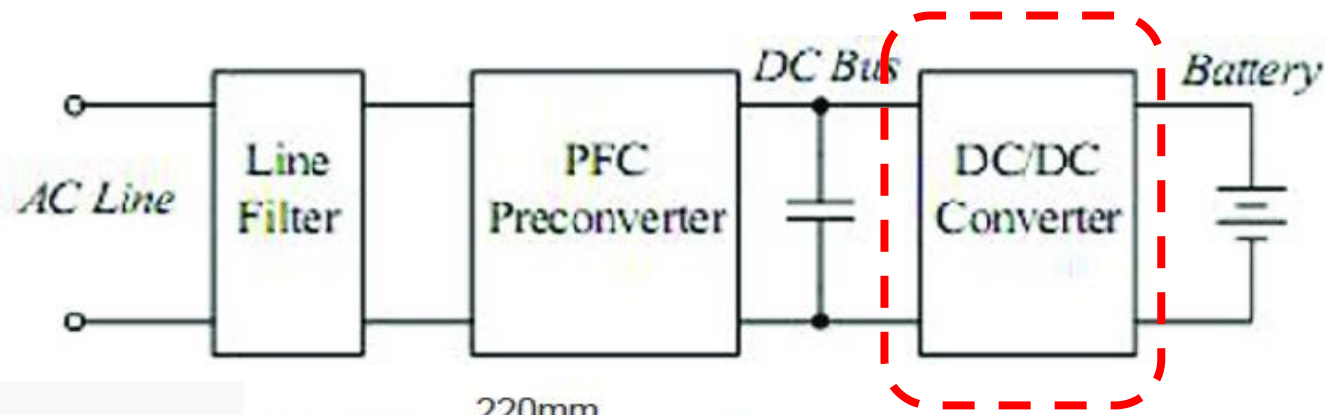 AC Line
Line
Filter
PFC
Preconverter
DC Bus
DC/DC
Converter
Battery
220mm